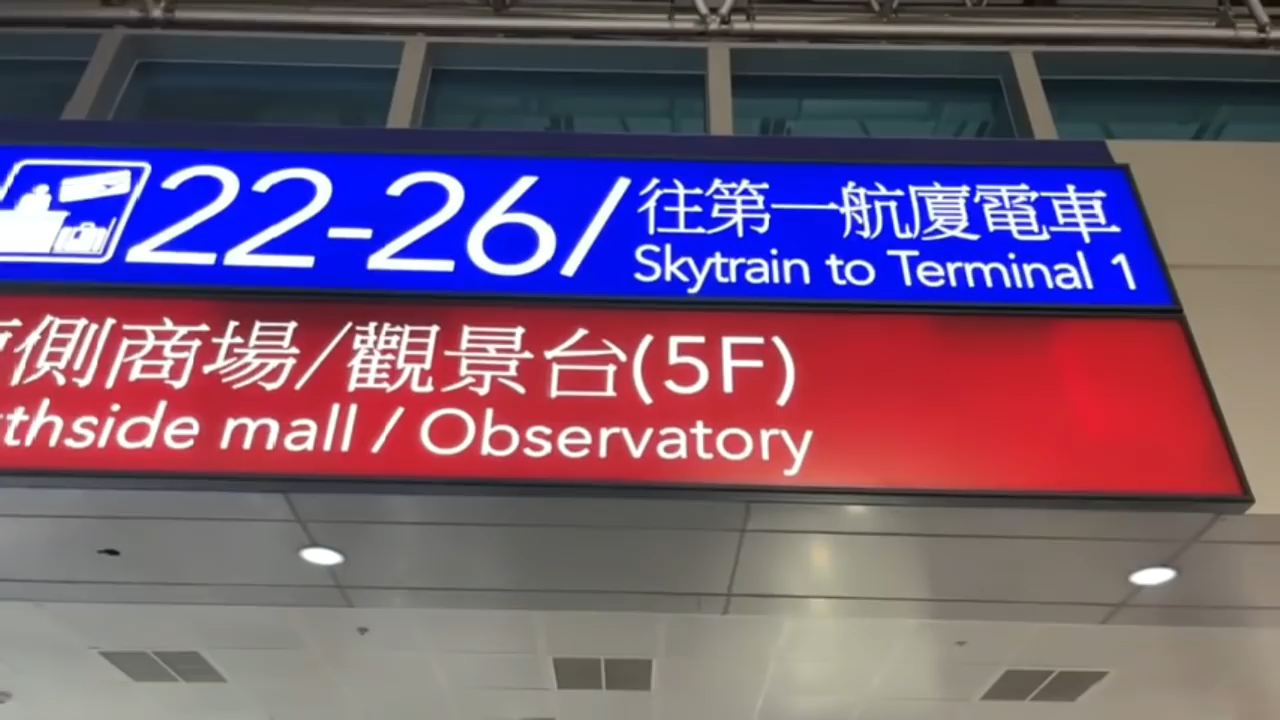 22-26/
往第一航廈電車
Skytrain to Terminal 1
側商場/觀景台(5F)
thside mall / Observatory